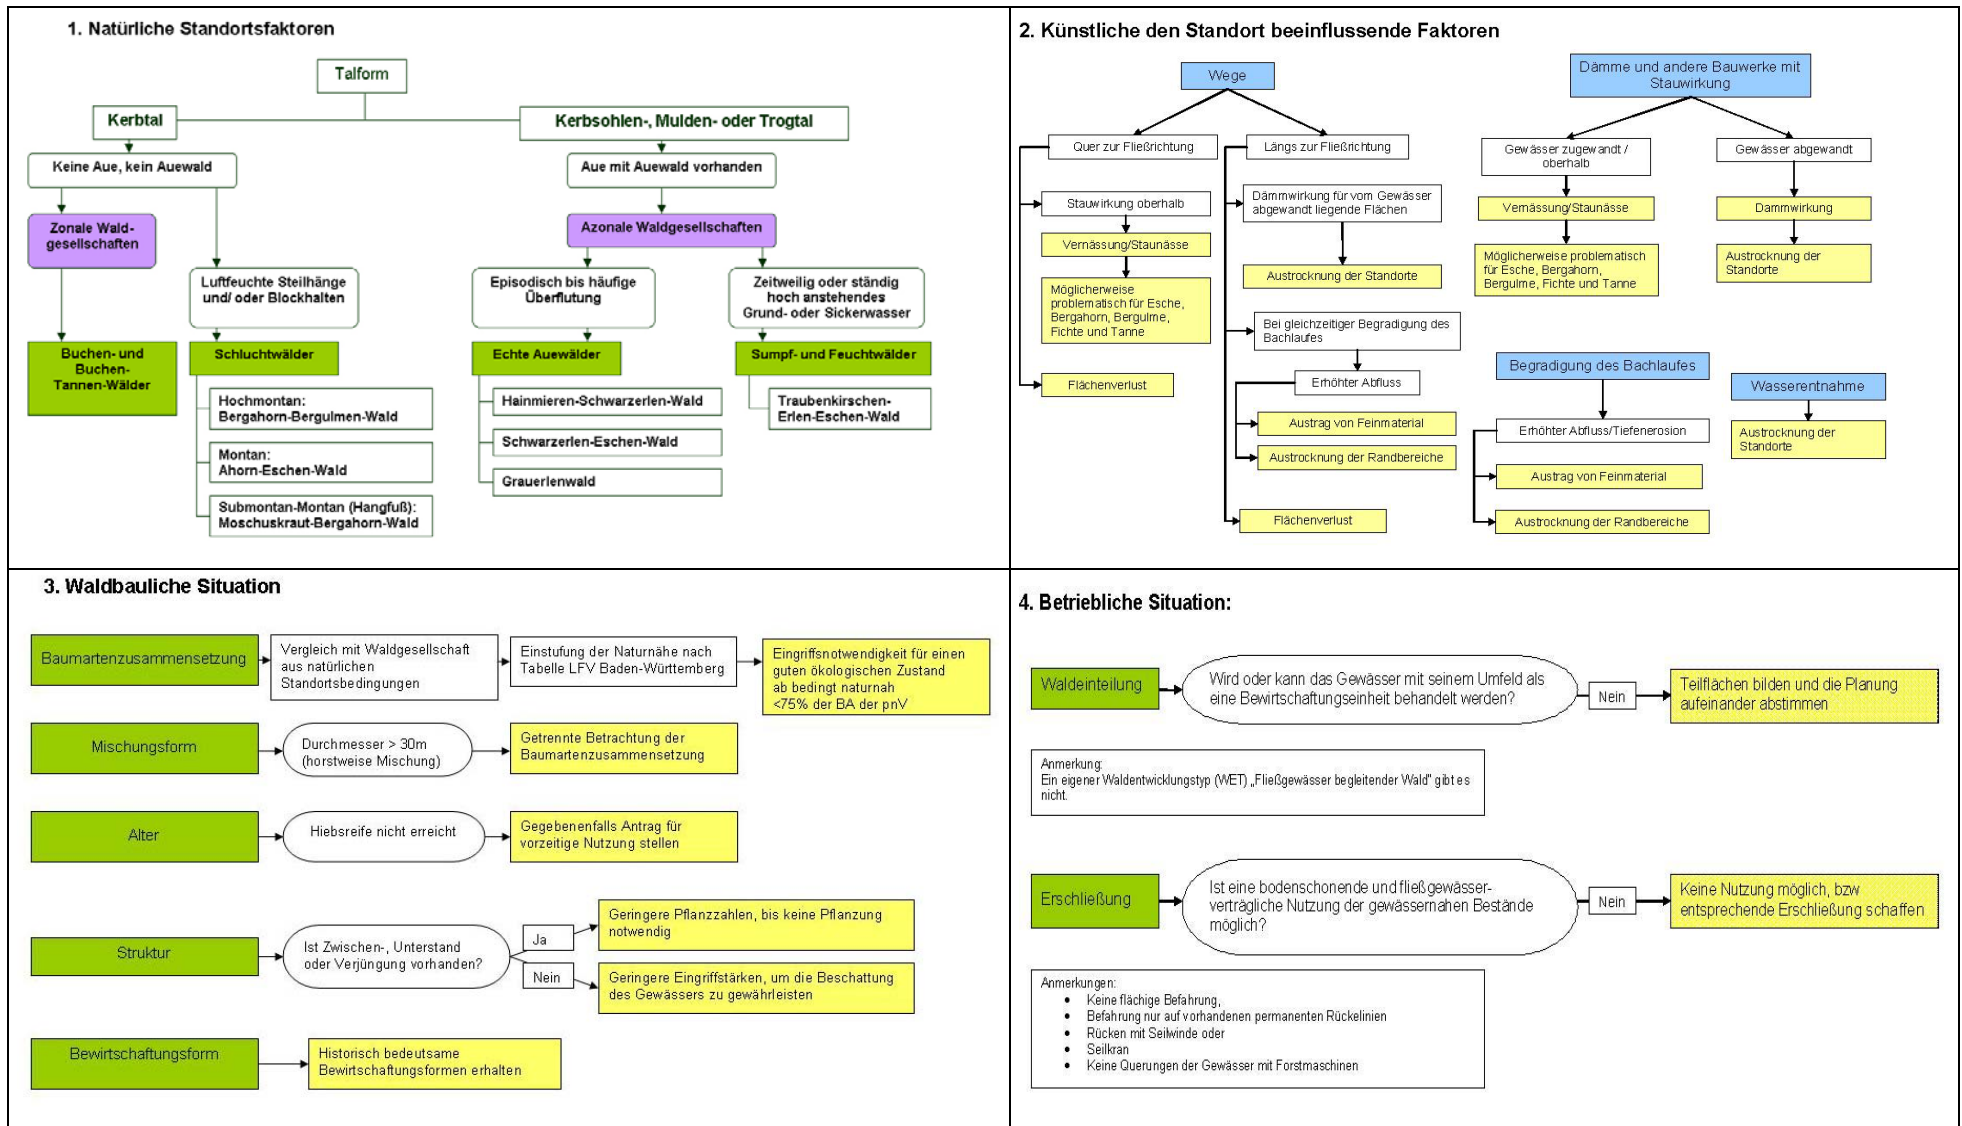 1. Natürliche Standortsfaktoren
Talform
Kerbtal
Kerbsohlen-, Mulden- oder Trogtal
Keine Aue, kein Auewald
Aue mit Auewald vorhanden
Zonale Wald-
gesellschaften
Azonale Waldgesellschaften
Luftfeuchte Steilhänge
und/ oder Blockhalten
Episodisch bis häufige
Überflutung
Zeitweilig oder ständig
hoch anstehendes
Grund- oder Sickerwasser
Buchen- und
Buchen-
Tannen-Wälder
Schluchtwälder
Echte Auewälder
Sumpf- und Feuchtwälder
Hochmontan:
Bergahorn-Bergulmen-Wald
Montan:
Ahorn-Eschen-Wald
Submontan-Montan (Hangfuß):
Moschuskraut-Bergahorn-Wald
Hainmieren-Schwarzerlen-Wald
Schwarzerlen-Eschen-Wald
Grauerlenwald
Traubenkirschen-
Erlen-Eschen-Wald
2. Künstliche den Standort beeinflussende Faktoren
Wege
Quer zur Fließrichtung
Längs zur Fließrichtung
Stauwirkung oberhalb
Vernässung/Staunässe
Möglicherweise
problematisch für Esche,
Bergahorn, Bergulme,
Fichte und Tanne
Flächenverlust
Dämmwirkung für vom Gewässer
abgewandt liegende Flächen
Austrocknung der Standorte
Bei gleichzeitiger Begradigung des
Bachlaufes
Erhöhter Abfluss
Austrag von Feinmaterial
Austrocknung der Randbereiche
Flächenverlust
Dämme und andere Bauwerke mit
Stauwirkung
Gewässer zugewandt /
oberhalb
Gewässer abgewandt
Vernässung/Staunässe
Dammwirkung
Möglicherweise problematisch
für Esche, Bergahorn,
Bergulme, Fichte und Tanne
Austrocknung der
Standorte
Begradigung des Bachlaufes
Wasserentnahme
Erhöhter Abfluss/Tiefenerosion
Austrocknung der
Standorte
Austrag von Feinmaterial
Austrocknung der Randbereiche
3. Waldbauliche Situation
Baumartenzusammensetzung
Vergleich mit Waldgesellschaft
aus natürlichen
Standortsbedingungen
Einstufung der Naturnähe nach
Tabelle LFV Baden-Württemberg
Eingriffsnotwendigkeit für einen
guten ökologischen Zustand
ab bedingt naturnah
<75% der BA der pnV
Mischungsform
Durchmesser > 30m
(horstweise Mischung)
Getrennte Betrachtung der
Baumartenzusammensetzung
Alter
Hiebsreife nicht erreicht
Gegebenenfalls Antrag für
vorzeitige Nutzung stellen
Struktur
Ist Zwischen-, Unterstand
oder Verjüngung vorhanden?
Ja
Geringere Pflanzzahlen, bis keine Pflanzung
notwendig
Nein
Geringere Eingriffstärken, um die Beschattung
des Gewässers zu gewährleisten
Bewirtschaftungsform
Historisch bedeutsame
Bewirtschaftungsformen erhalten
4. Betriebliche Situation:
Waldeinteilung
Wird oder kann das Gewässer mit seinem Umfeld als
eine Bewirtschaftungseinheit behandelt werden?
Nein
Teilflächen bilden und die Planung
aufeinander abstimmen
Anmerkung:
Ein eigener Waldentwicklungstyp (WET) „Fließgewässer begleitender Wald" gibt es
nicht.
Erschließung
Ist eine bodenschonende und fließgewässer-
verträgliche Nutzung der gewässernahen Bestände
möglich?
Nein
Keine Nutzung möglich, bzw
entsprechende Erschließung schaffen
Anmerkungen:
• Keine flächige Befahrung,
• Befahrung nur auf vorhandenen permanenten Rückelinien
• Rücken mit Seilwinde oder
• Seilkran
• Keine Querungen der Gewässer mit Forstmaschinen